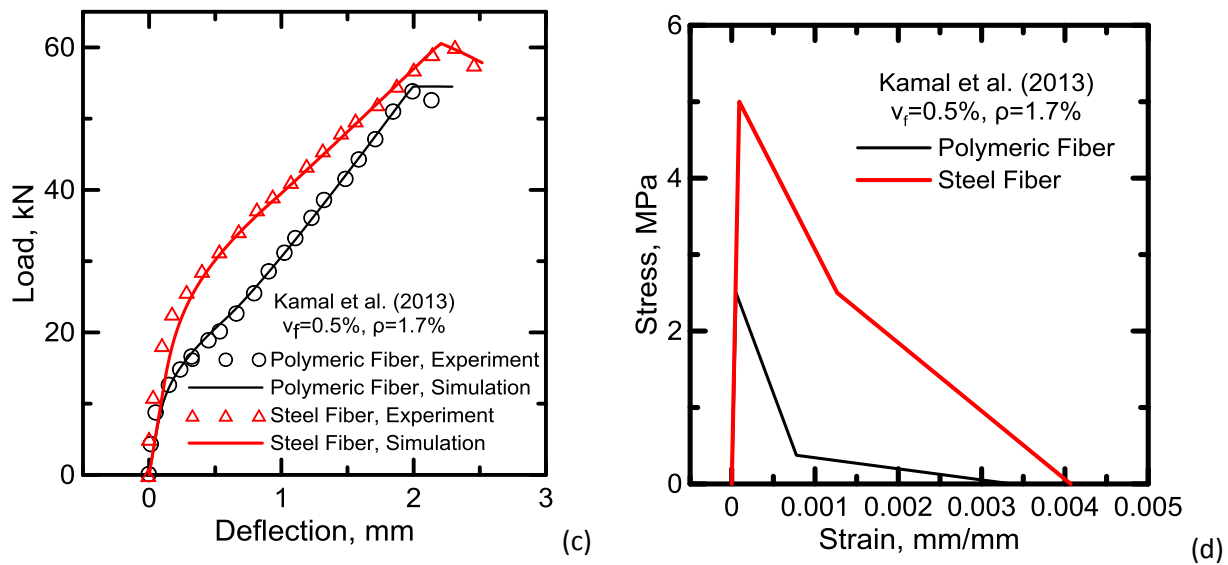 60
40
20
0
Load, kN
Kamal et al. (2013)
v_f=0.5%, ρ=1.7%
Polymeric Fiber, Experiment
Polymeric Fiber, Simulation
Steel Fiber, Experiment
Steel Fiber, Simulation
0 1 2 3
Deflection, mm
(c)
6
4
2
0
Stress, MPa
Kamal et al. (2013)
v_f=0.5%, ρ=1.7%
Polymeric Fiber
Steel Fiber
0 0.001 0.002 0.003 0.004 0.005
Strain, mm/mm
(d)